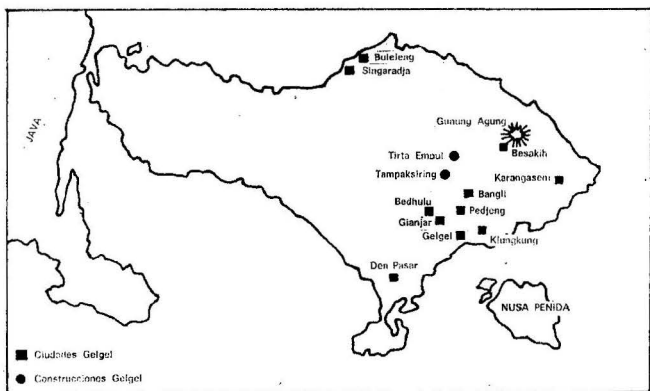 Buleleng
Singaradja
JAVA
Gunung Agung
Besakih
Tirta Empul
Tampaksiring
Karangasem
Bangli
Bedhulu
Pedjeng
Gianjar
Gelgel
Klungkung
Den Pasar
NUSA PENIDA
Ciudades Gelgel
Construcciones Gelgel